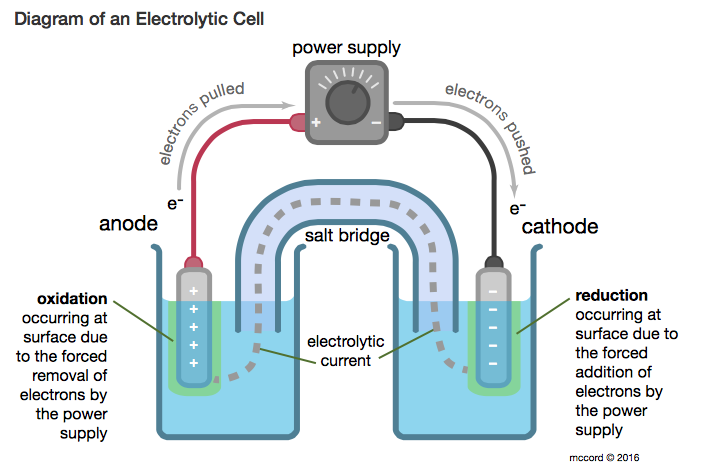 Diagram of an Electrolytic Cell
power supply
electrons pulled
electrons pushed
+ −
e-
e-
anode
cathode
salt bridge
oxidation
occurring at
surface due
to the forced
removal of
electrons by
the power
supply
+
+
+
+
+
electrolytic
current
−
−
−
−
−
reduction
occurring at
surface due to
the forced
addition of
electrons by
the power
supply
mccord © 2016